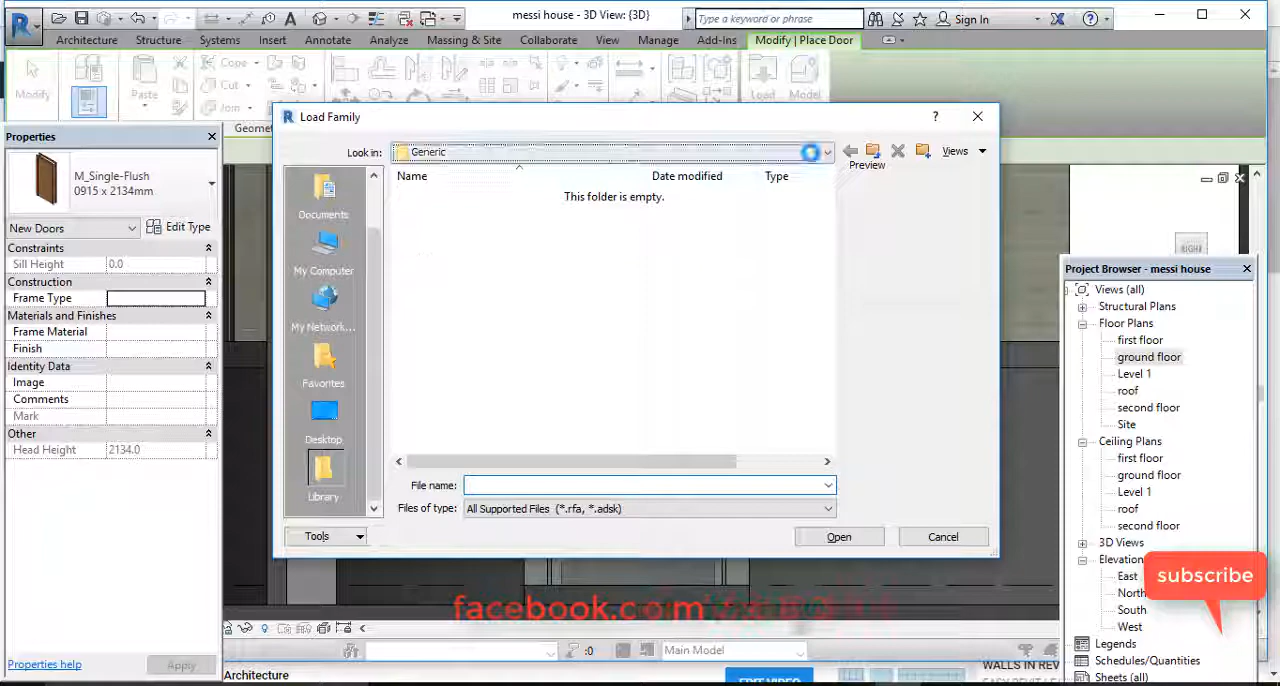 messi house - 3D View: {3D}
Type a keyword or phrase
Sign In
Architecture Structure Systems Insert Annotate Analyze Massing & Site Collaborate View Manage Add-Ins Modify | Place Door
Modify
Paste
Cope
Cut
Join
Load
Model
Geomet
Properties
M_Single-Flush
0915 x 2134mm
New Doors
Edit Type
Constraints
Sill Height 0.0
Construction
Frame Type
Materials and Finishes
Frame Material
Finish
Identity Data
Image
Comments
Mark
Other
Head Height 2134.0
Properties help
Apply
Load Family
Look in: Generic
Views
Preview
Name Date modified Type
This folder is empty.
Documents
My Computer
My Network...
Favorites
Desktop
Library
File name:
Files of type: All Supported Files (*.rfa, *.adsk)
Tools
Open
Cancel
RIGHT
Project Browser - messi house
Views (all)
Structural Plans
Floor Plans
first floor
ground floor
Level 1
roof
second floor
Site
Ceiling Plans
first floor
ground floor
Level 1
roof
second floor
3D Views
Elevation
East
North
South
West
Legends
Schedules/Quantities
Sheets (all)
subscribe
:0
Main Model
Architecture
EDIT VIDEO
WALLS IN REV